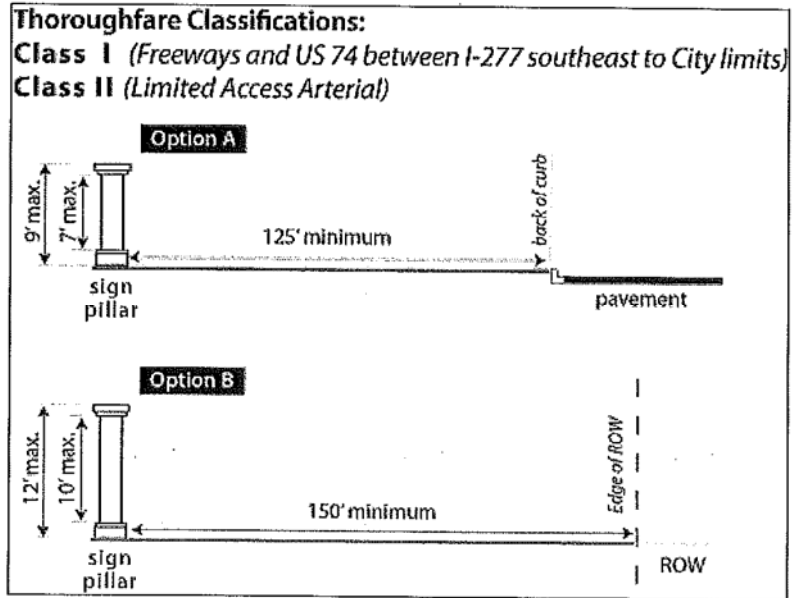 Thoroughfare Classifications:
Class I (Freeways and US 74 between I-277 southeast to City limits)
Class II (Limited Access Arterial)
Option A
9' max.
7' max.
125' minimum
back of curb
sign
pillar
pavement
Option B
12' max.
10' max.
150' minimum
Edge of ROW
sign
pillar
ROW